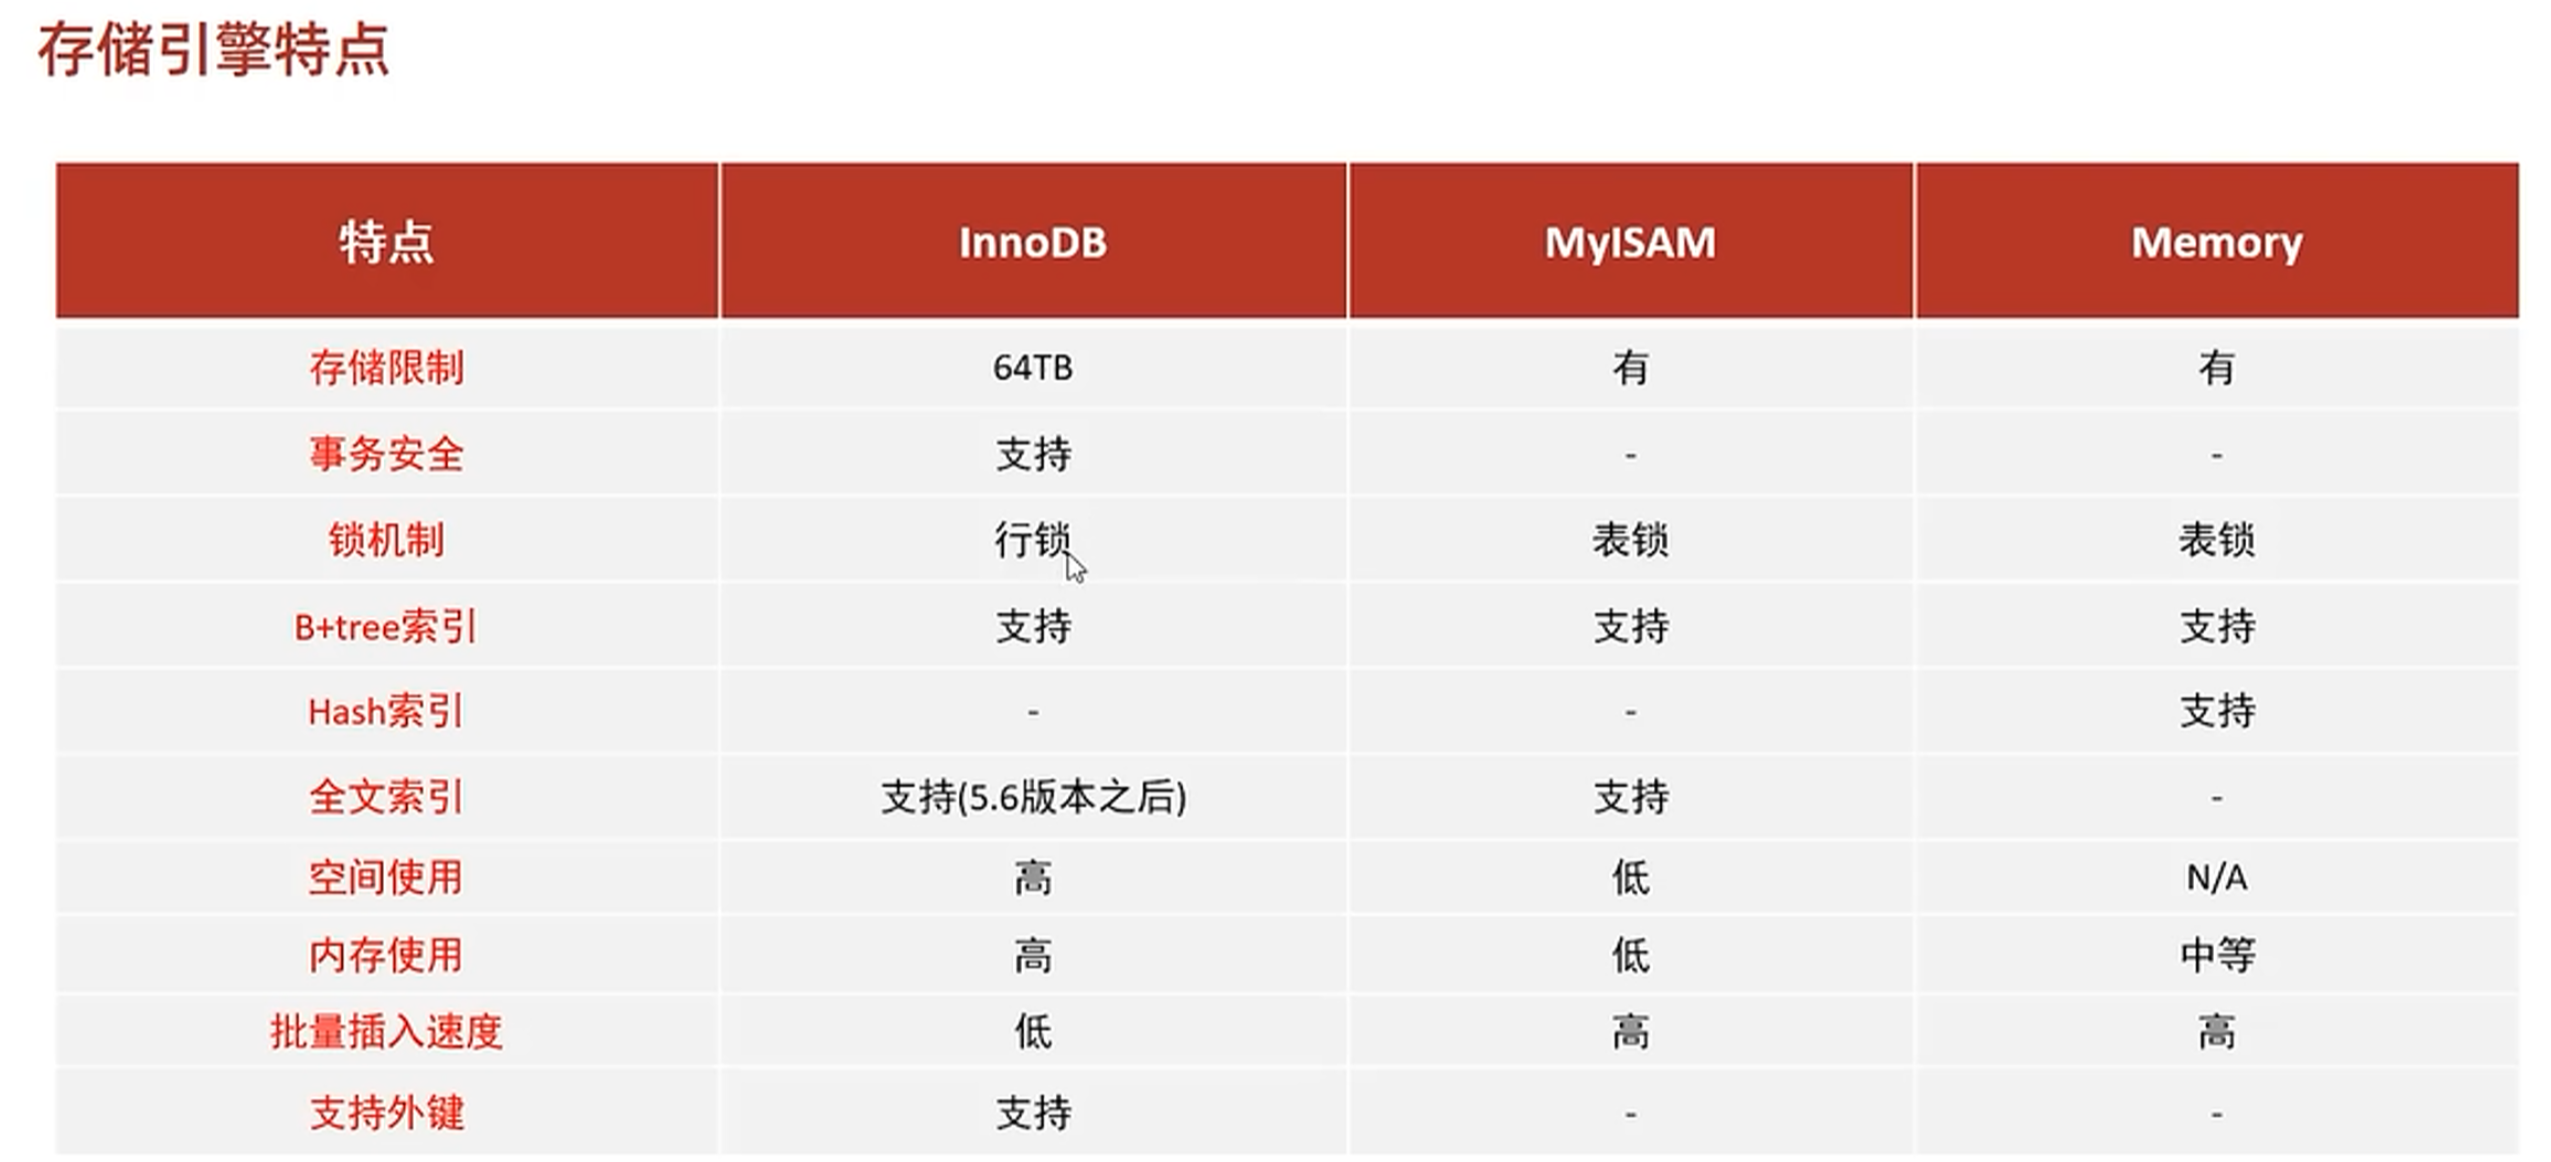 存储引擎特点
特点 InnoDB MyISAM Memory
存储限制 64TB 有 有
事务安全 支持 - -
锁机制 行锁 表锁 表锁
B+tree索引 支持 支持 支持
Hash索引 - - 支持
全文索引 支持(5.6版本之后) 支持 -
空间使用 高 低 N/A
内存使用 高 低 中等
批量插入速度 低 高 高
支持外键 支持 - -